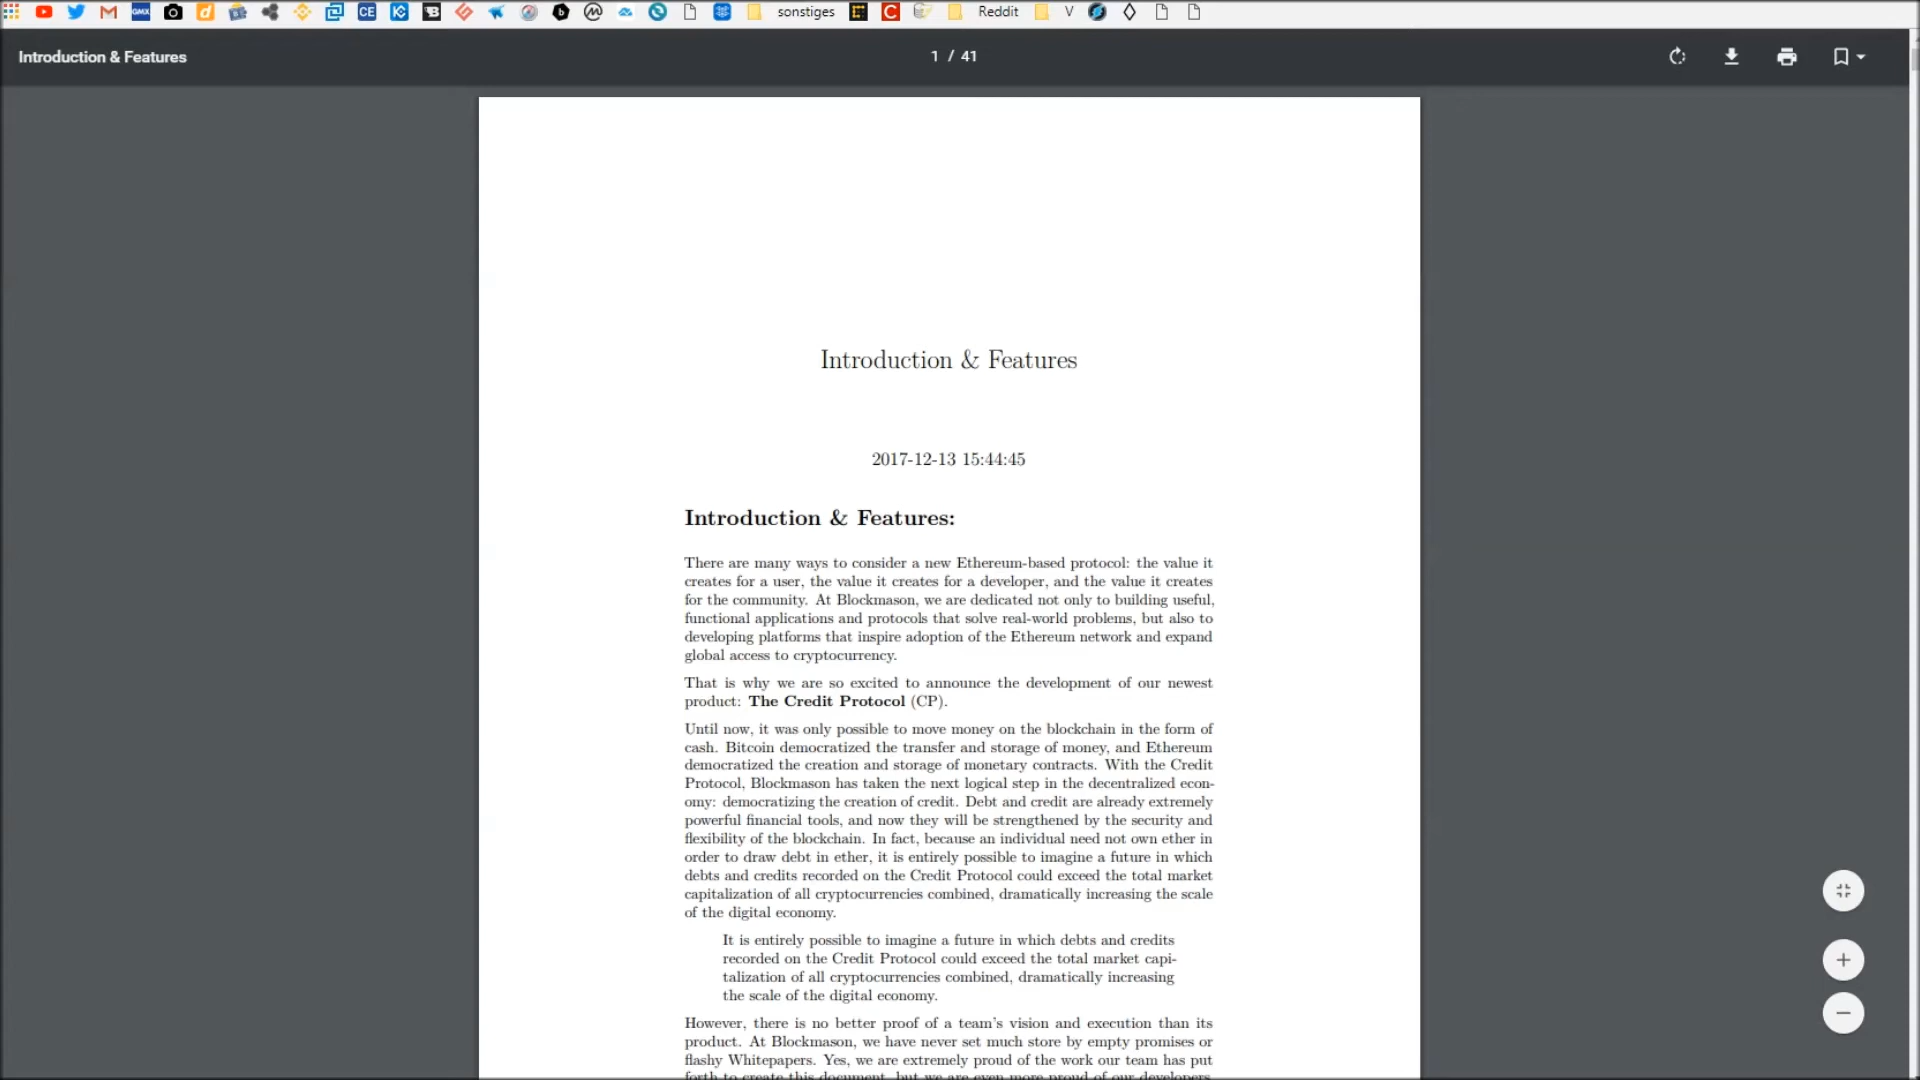 GMX CE sonstiges C Reddit V
Introduction & Features
1 / 41
Introduction & Features
2017-12-13 15:44:45
Introduction & Features:
There are many ways to consider a new Ethereum-based protocol: the value it
creates for a user, the value it creates for a developer, and the value it creates
for the community. At Blockmason, we are dedicated not only to building useful,
functional applications and protocols that solve real-world problems, but also to
developing platforms that inspire adoption of the Ethereum network and expand
global access to cryptocurrency.
That is why we are so excited to announce the development of our newest
product: The Credit Protocol (CP).
Until now, it was only possible to move money on the blockchain in the form of
cash. Bitcoin democratized the transfer and storage of money, and Ethereum
democratized the creation and storage of monetary contracts. With the Credit
Protocol, Blockmason has taken the next logical step in the decentralized econ-
omy: democratizing the creation of credit. Debt and credit are already extremely
powerful financial tools, and now they will be strengthened by the security and
flexibility of the blockchain. In fact, because an individual need not own ether in
order to draw debt in ether, it is entirely possible to imagine a future in which
debts and credits recorded on the Credit Protocol could exceed the total market
capitalization of all cryptocurrencies combined, dramatically increasing the scale
of the digital economy.
It is entirely possible to imagine a future in which debts and credits
recorded on the Credit Protocol could exceed the total market capi-
talization of all cryptocurrencies combined, dramatically increasing
the scale of the digital economy.
However, there is no better proof of a team's vision and execution than its
product. At Blockmason, we have never set much store by empty promises or
flashy Whitepapers. Yes, we are extremely proud of the work our team has put
forth to create this document, but we are even more proud of our developers,